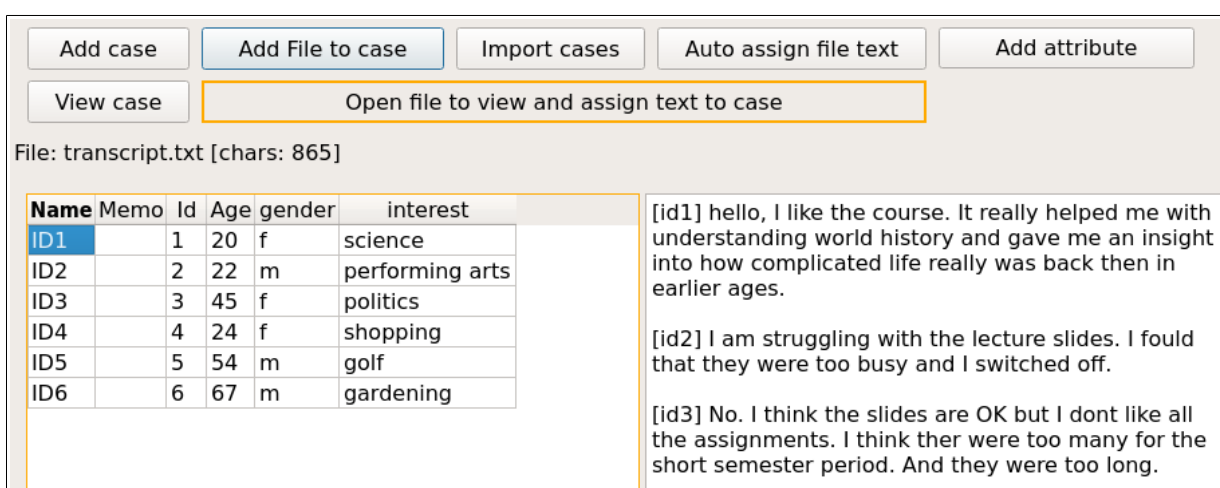 Add case Add File to case Import cases Auto assign file text Add attribute
View case Open file to view and assign text to case
File: transcript.txt [chars: 865]
Name Memo Id Age gender interest
ID1 1 20 f science
ID2 2 22 m performing arts
ID3 3 45 f politics
ID4 4 24 f shopping
ID5 5 54 m golf
ID6 6 67 m gardening
[id1] hello, I like the course. It really helped me with
understanding world history and gave me an insight
into how complicated life really was back then in
earlier ages.
[id2] I am struggling with the lecture slides. I fould
that they were too busy and I switched off.
[id3] No. I think the slides are OK but I dont like all
the assignments. I think ther were too many for the
short semester period. And they were too long.